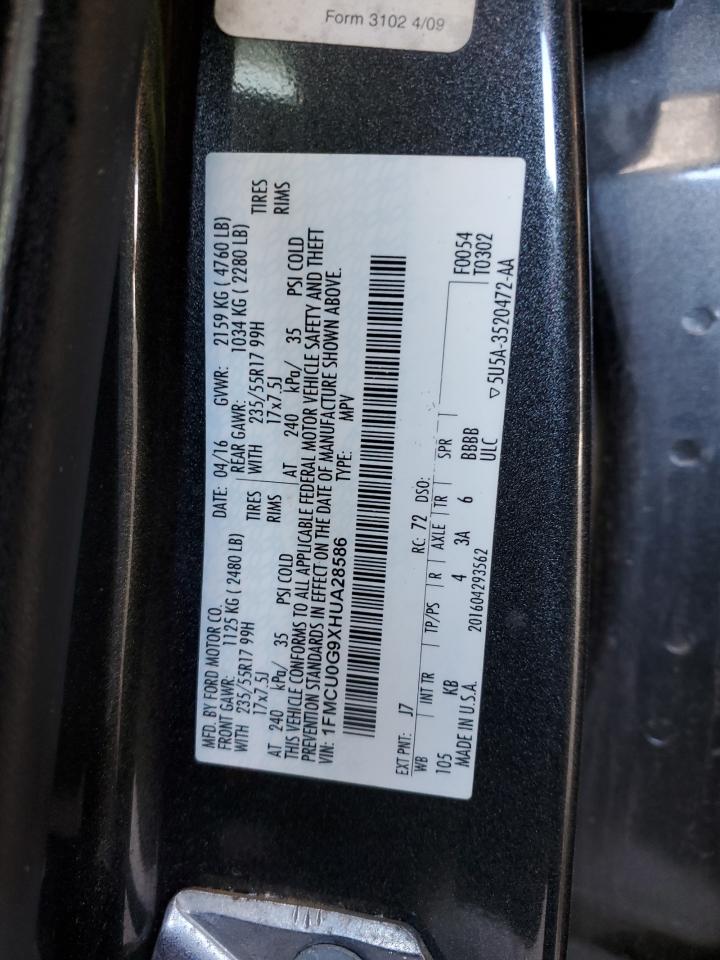 Form 3102 4/09
MFD. BY FORD MOTOR CO. DATE: 04/16 GVWR: 2159 KG ( 4760 LB)
FRONT GAWR: 1125 KG ( 2480 LB) REAR GAWR: 1034 KG ( 2280 LB)
WITH 235/55R17 99H TIRES WITH 235/55R17 99H TIRES
17x7.5J RIMS 17x7.5J RIMS
AT 240 kPa/ 35 PSI COLD AT 240 kPa/ 35 PSI COLD
THIS VEHICLE CONFORMS TO ALL APPLICABLE FEDERAL MOTOR VEHICLE SAFETY AND THEFT
PREVENTION STANDARDS IN EFFECT ON THE DATE OF MANUFACTURE SHOWN ABOVE.
VIN: 1FMCU0G9XHUA28586 TYPE: MPV
EXT PNT: J7 RC: 72 DSO: F0054
WB INT TR TP/PS R AXLE TR SPR T0302
105 KB 4 3A 6 BBBB
MADE IN U.S.A. 201604293562 ULC ▽5U5A-3520472-AA